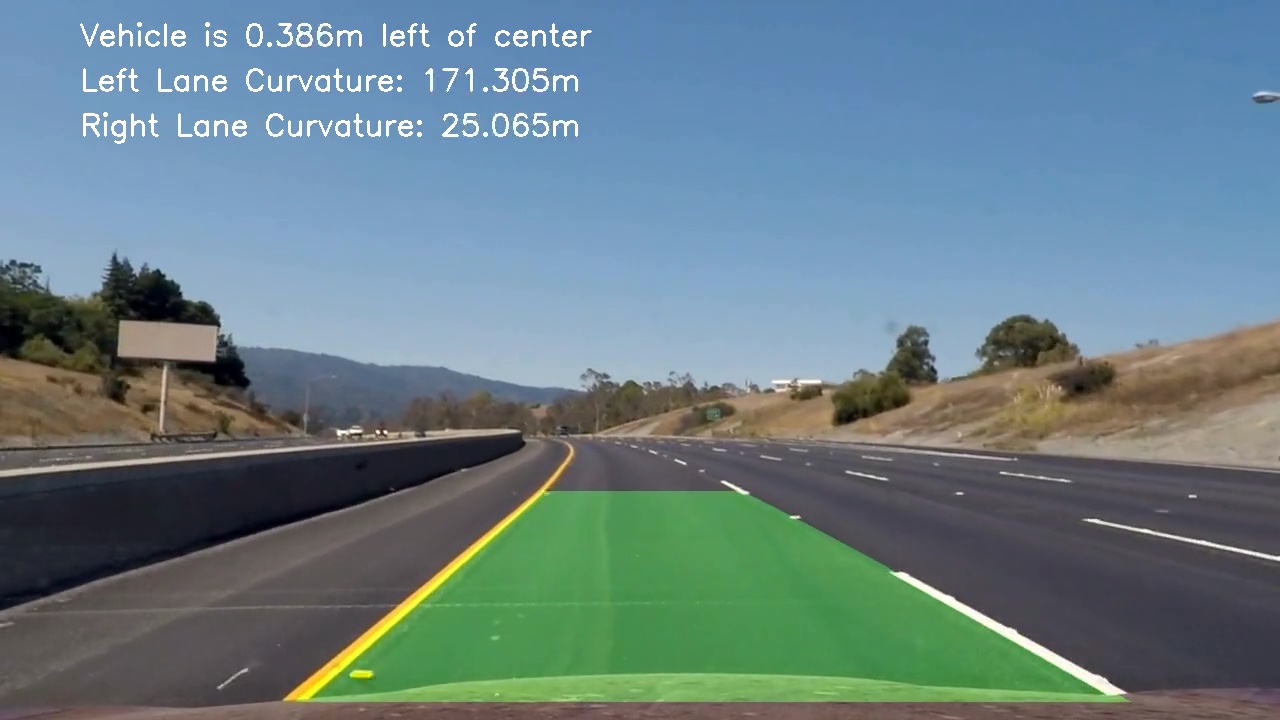 Vehicle is 0.386m left of center
Left Lane Curvature: 171.305m
Right Lane Curvature: 25.065m